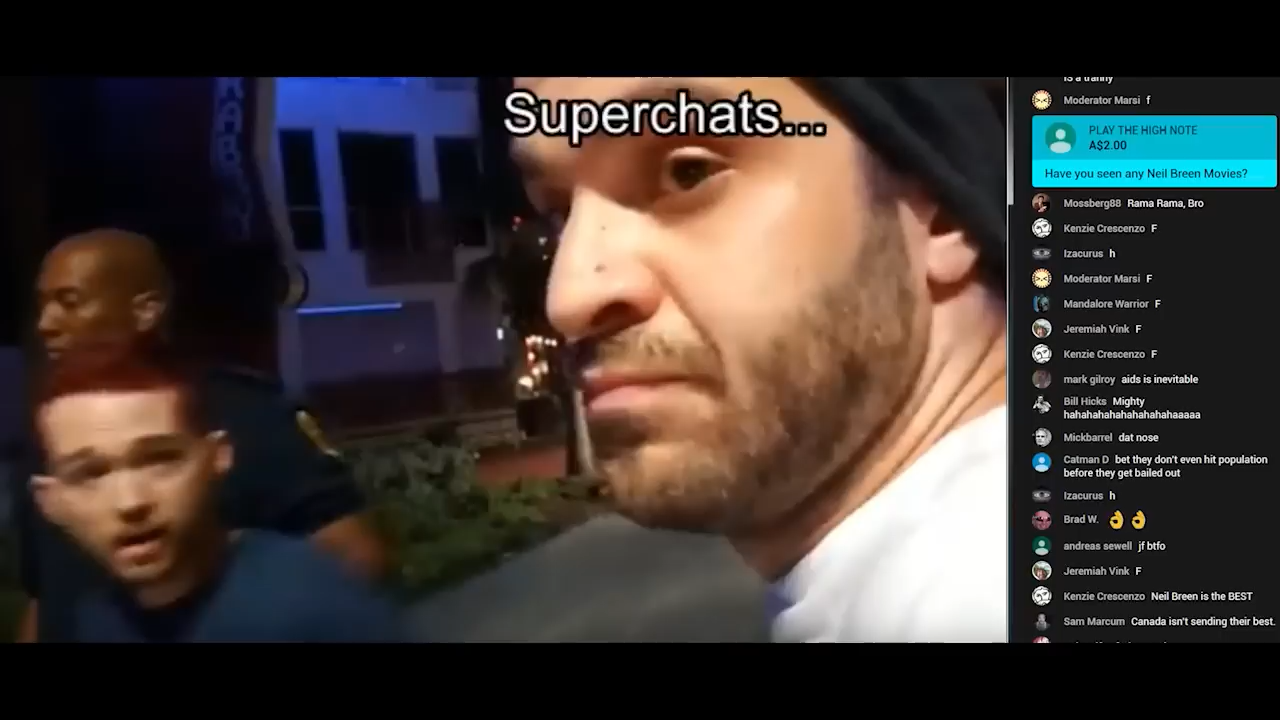 Superchats...
is a tranny
Moderator Marsi f
PLAY THE HIGH NOTE
A$2.00
Have you seen any Neil Breen Movies?
Mossberg88 Rama Rama, Bro
Kenzie Crescenzo F
Izacurus h
Moderator Marsi F
Mandalore Warrior F
Jeremiah Vink F
Kenzie Crescenzo F
mark gilroy aids is inevitable
Bill Hicks Mighty
hahahahahahahahahaaaaa
Mickbarrel dat nose
Catman D bet they don't even hit population
before they get bailed out
Izacurus h
Brad W. 👌 👌
andreas sewell jf btfo
Jeremiah Vink F
Kenzie Crescenzo Neil Breen is the BEST
Sam Marcum Canada isn't sending their best.